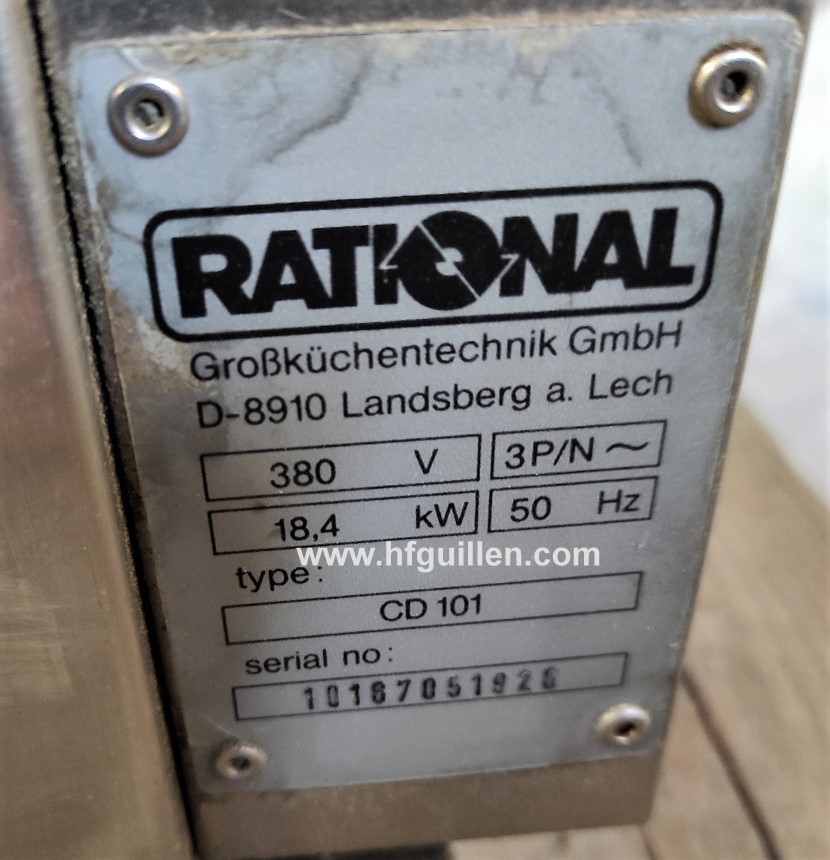 RATIONAL
Großküchentechnik GmbH
D-8910 Landsberg a. Lech
380 V 3P/N ~
18,4 kW 50 Hz
www.hfguillen.com
type:
CD 101
serial no:
10167051926